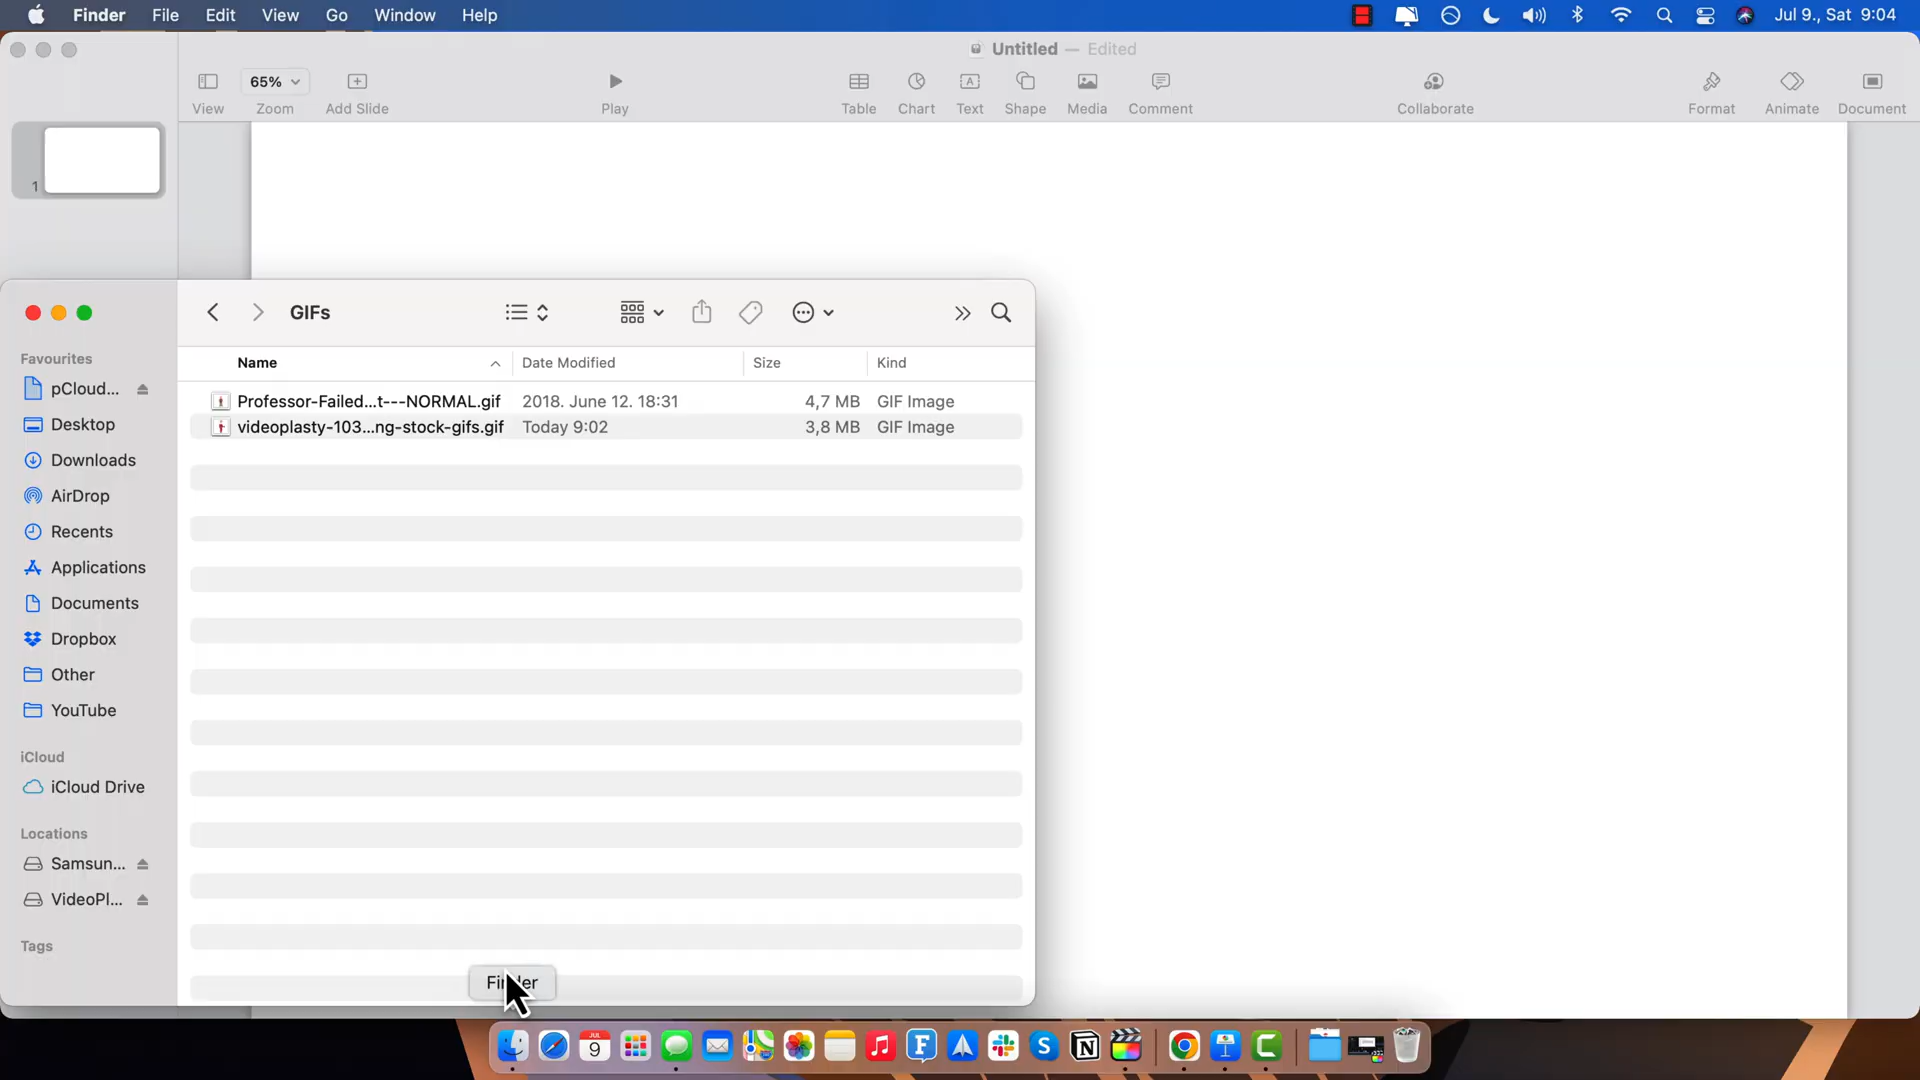 Finder File Edit View Go Window Help Jul 9., Sat 9:04
Untitled — Edited
65%
View Zoom Add Slide Play Table Chart Text Shape Media Comment Collaborate Format Animate Document
1
GIFs
Favourites
pCloud...
Desktop
Downloads
AirDrop
Recents
Applications
Documents
Dropbox
Other
YouTube
iCloud
iCloud Drive
Locations
Samsun...
VideoPl...
Tags
Name Date Modified Size Kind
Professor-Failed...t---NORMAL.gif 2018. June 12. 18:31 4,7 MB GIF Image
videoplasty-103...ng-stock-gifs.gif Today 9:02 3,8 MB GIF Image
JUL
9